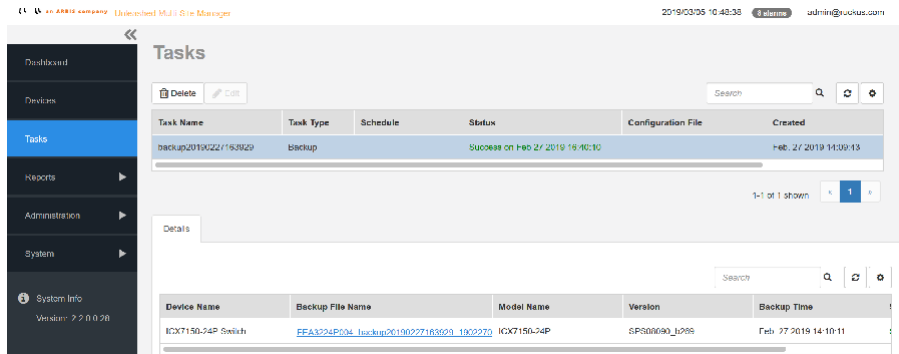 an ARRIS company Unleashed Multi-Site Manager 2019/03/05 10:48:38 8 alarms admin@ruckus.com
Dashboard
Devices
Tasks
Reports
Administration
System
System Info
Version: 2.2.0.0.28
Tasks
Delete Edit Search
Task Name Task Type Schedule Status Configuration File Created
backup20190227163929 Backup Success on Feb 27 2019 16:40:10 Feb. 27 2019 14:09:43
1-1 of 1 shown « 1 »
Details
Search
Device Name Backup File Name Model Name Version Backup Time
ICX7150-24P Switch FEA3224P004_backup20190227163929_1902270 ICX7150-24P SPS08090_b269 Feb. 27 2019 14:10:11